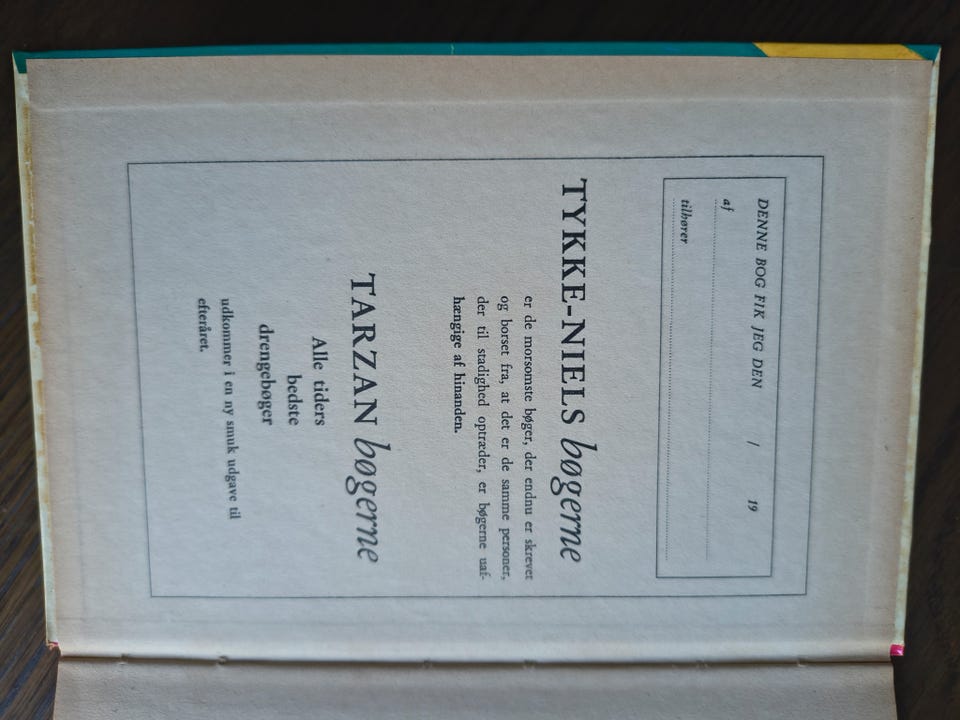 DENNE BOG FIK JEG DEN / 19
af
tilhører
TYKKE-NIELS bøgerne
er de morsomste bøger, der endnu er skrevet
og borset fra, at det er de samme personer,
der til stadighed optræder, er bøgerne uaf-
hængige af hinanden.
TARZAN bøgerne
Alle tiders
bedste
drengebøger
udkommer i en ny smuk udgave til
efteråret.